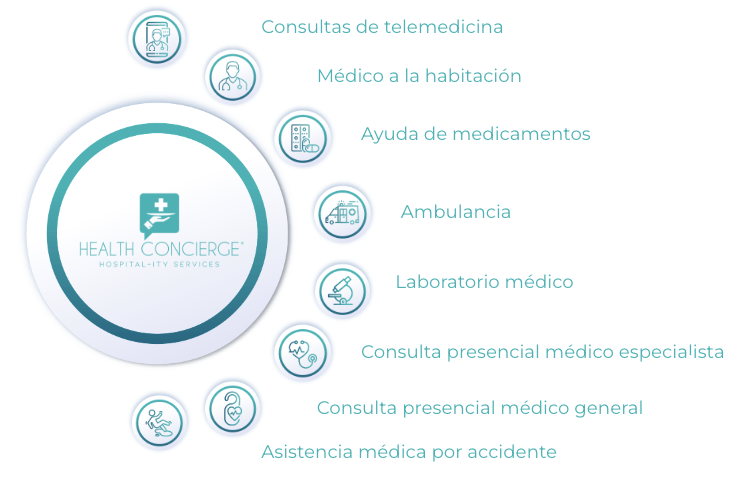 Consultas de telemedicina
Médico a la habitación
Ayuda de medicamentos
Ambulancia
HEALTH CONCIERGE®
HOSPITAL-ITY SERVICES
Laboratorio médico
Consulta presencial médico especialista
Consulta presencial médico general
Asistencia médica por accidente